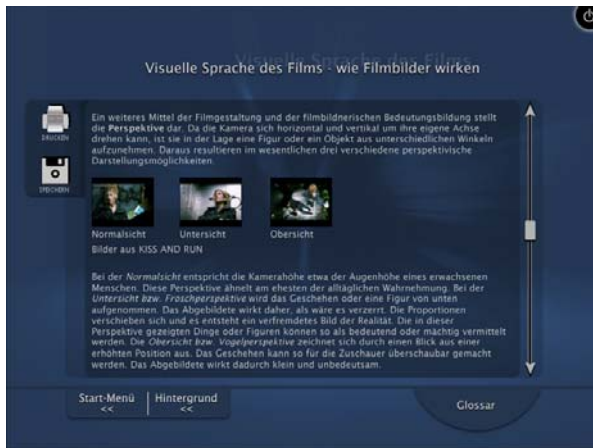 Visuelle Sprache des Films - wie Filmbilder wirken
DRUCKEN
SPEICHERN
Ein weiteres Mittel der Filmgestaltung und der filmbildnerischen Bedeutungsbildung stellt
die Perspektive dar. Da die Kamera sich horizontal und vertikal um ihre eigene Achse
drehen kann, ist sie in der Lage eine Figur oder ein Objekt aus unterschiedlichen Winkeln
aufzunehmen. Daraus resultieren im wesentlichen drei verschiedene perspektivische
Darstellungsmöglichkeiten.
Normalsicht Untersicht Obersicht
Bilder aus KISS AND RUN
Bei der Normalsicht entspricht die Kamerahöhe etwa der Augenhöhe eines erwachsenen
Menschen. Diese Perspektive ähnelt am ehesten der alltäglichen Wahrnehmung. Bei der
Untersicht bzw. Froschperspektive wird das Geschehen oder eine Figur von unten
aufgenommen. Das Abgebildete wirkt daher, als wäre es verzerrt. Die Proportionen
verschieben sich und es entsteht ein verfremdetes Bild der Realität. Die in dieser
Perspektive gezeigten Dinge oder Figuren können so als bedeutend oder mächtig vermittelt
werden. Die Obersicht bzw. Vogelperspektive zeichnet sich durch einen Blick aus einer
erhöhten Position aus. Das Geschehen kann so für die Zuschauer überschaubar gemacht
werden. Das Abgebildete wirkt dadurch klein und unbedeutsam.
Start-Menü Hintergrund
<< <<
Glossar